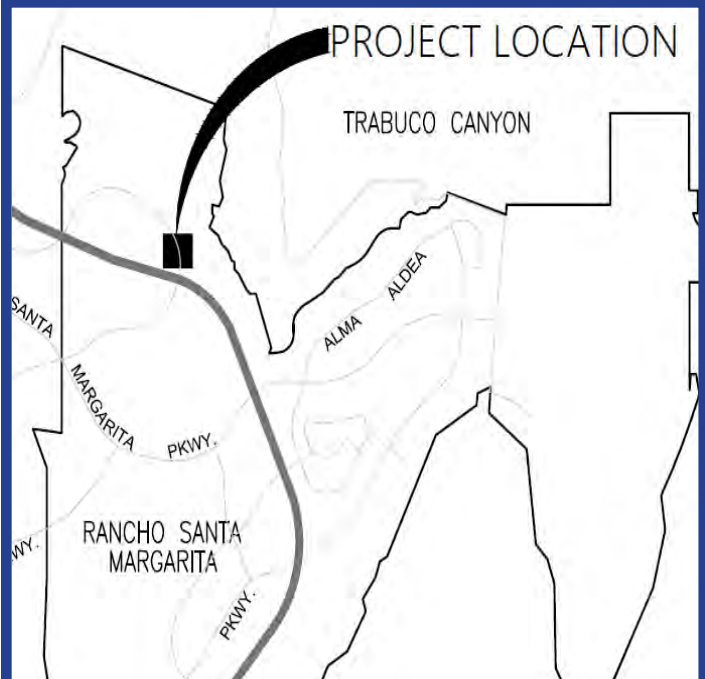 PROJECT LOCATION
TRABUCO CANYON
ALMA ALDEA
SANTA MARGARITA PKWY.
RANCHO SANTA
MARGARITA
WY.
PKWY.